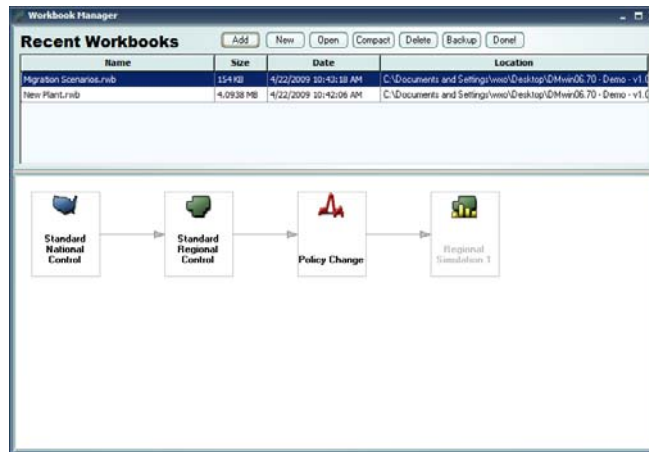 Workbook Manager
Recent Workbooks Add New Open Compact Delete Backup Done!
Name Size Date Location
Migration Scenarios.rwb 154 KB 4/22/2009 10:43:18 AM C:\Documents and Settings\wxo\Desktop\DMwin06.70 - Demo - v1.0
New Plant.rwb 4.0938 MB 4/22/2009 10:42:06 AM C:\Documents and Settings\wxo\Desktop\DMwin06.70 - Demo - v1.0
Standard
National
Control
Standard
Regional
Control
Policy Change
Regional
Simulation 1